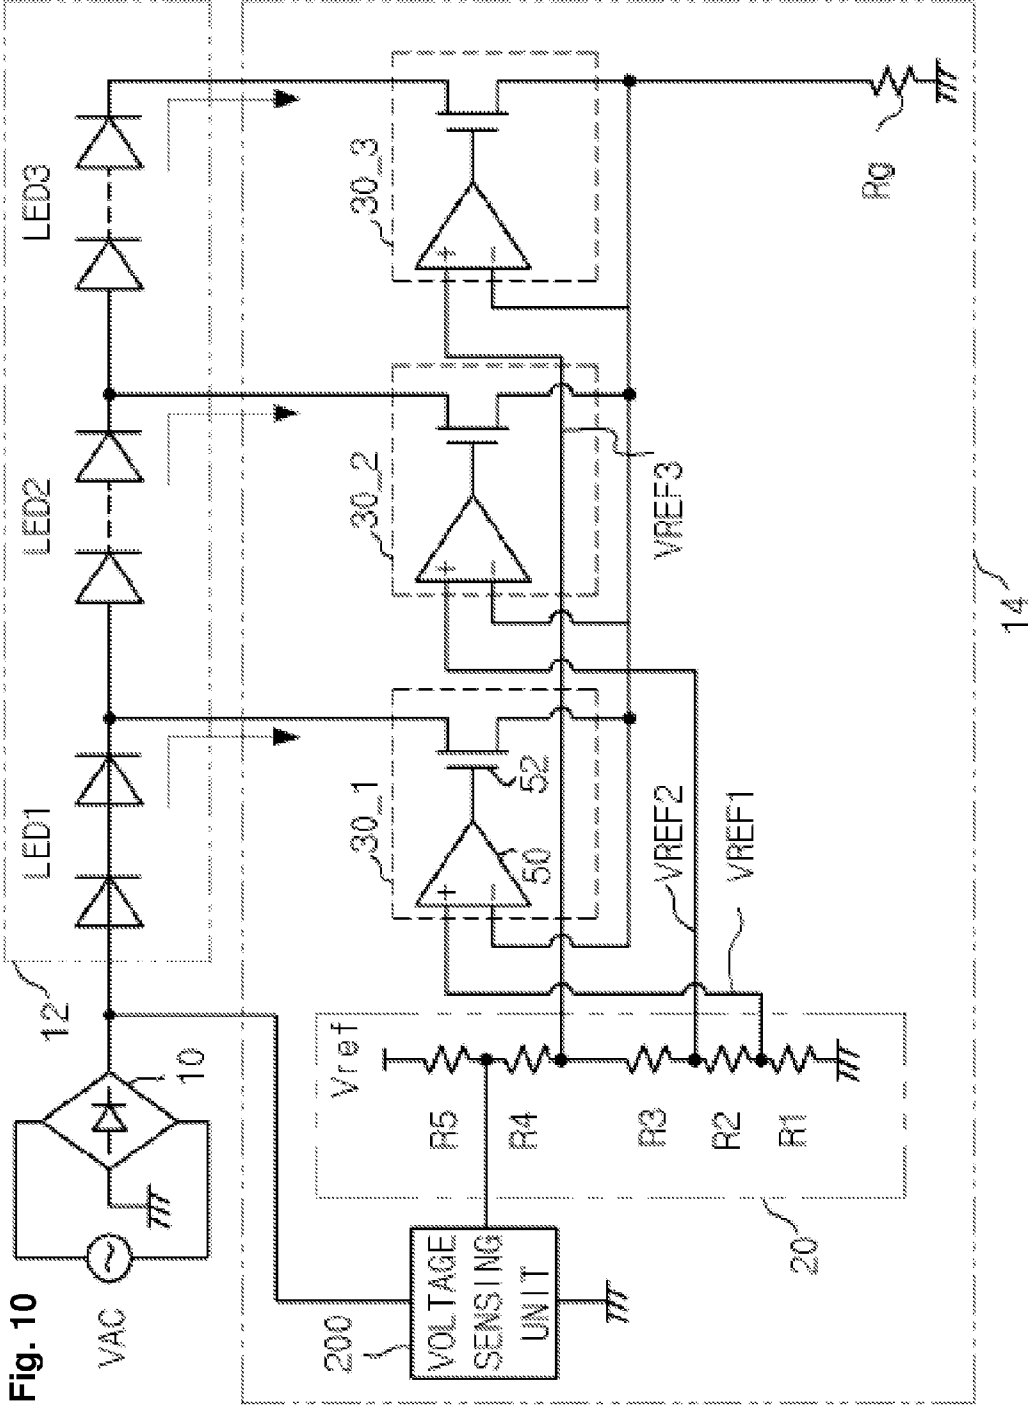 Fig. 10
VAC
10
12
LED1
LED2
LED3
30_1
30_2
30_3
+
−
50
52
+
−
+
−
VREF3
VREF2
VREF1
Vref
R5
R4
R3
R2
R1
20
200
VOLTAGE
SENSING
UNIT
Rg
14